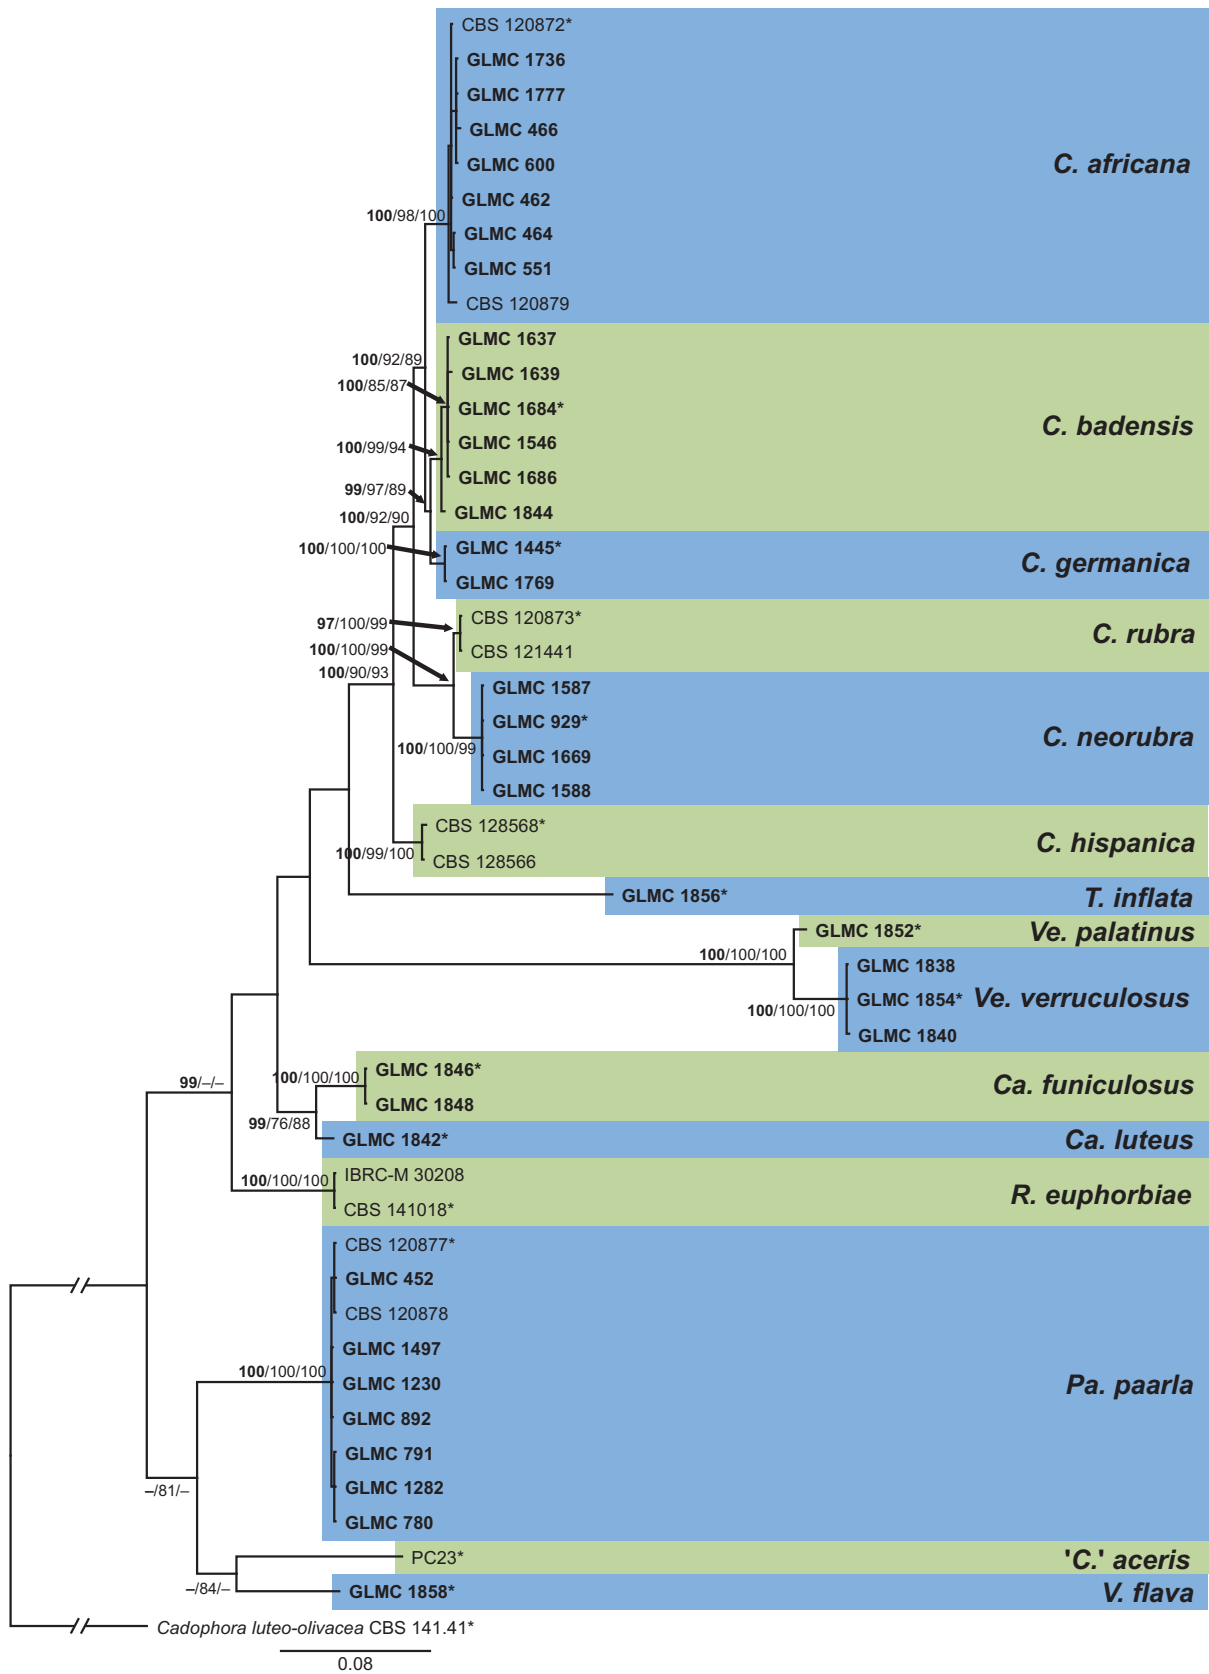 CBS 120872*
GLMC 1736
GLMC 1777
GLMC 466
C. africana
GLMC 600
GLMC 462
100/98/100
GLMC 464
GLMC 551
CBS 120879
GLMC 1637
100/92/89
GLMC 1639
100/85/87
GLMC 1684*
C. badensis
GLMC 1546
100/99/94
GLMC 1686
99/97/89
GLMC 1844
100/92/90
GLMC 1445*
100/100/100
C. germanica
GLMC 1769
CBS 120873*
97/100/99
C. rubra
100/100/99
CBS 121441
100/90/93
GLMC 1587
GLMC 929*
C. neorubra
100/100/99
GLMC 1669
GLMC 1588
CBS 128568*
C. hispanica
100/99/100
CBS 128566
GLMC 1856*
T. inflata
GLMC 1852*
Ve. palatinus
100/100/100
GLMC 1838
GLMC 1854*
Ve. verruculosus
100/100/100
GLMC 1840
GLMC 1846*
100/100/100
Ca. funiculosus
99/–/–
GLMC 1848
99/76/88
GLMC 1842*
Ca. luteus
IBRC-M 30208
100/100/100
R. euphorbiae
CBS 141018*
CBS 120877*
GLMC 452
CBS 120878
GLMC 1497
100/100/100
GLMC 1230
Pa. paarla
GLMC 892
GLMC 791
GLMC 1282
–/81/–
GLMC 780
PC23*
'C.' aceris
–/84/–
GLMC 1858*
V. flava
Cadophora luteo-olivacea CBS 141.41*
0.08